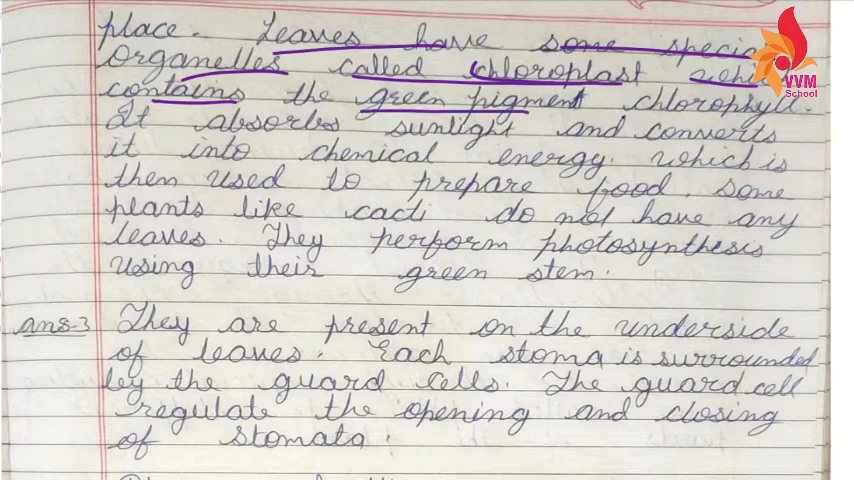 place. Leaves have some specia
organelles called chloroplast whi
contains the green pigment chlorophyll.
It absorbs sunlight and converts
it into chemical energy. which is
then used to prepare food. Some
plants like cacti do not have any
leaves. They perform photosynthesis
using their green stem.
ans-3 They are present on the underside
of leaves. Each stoma is surrounded
by the guard cells. The guard cell
regulate the opening and closing
of stomata.
VVM
School